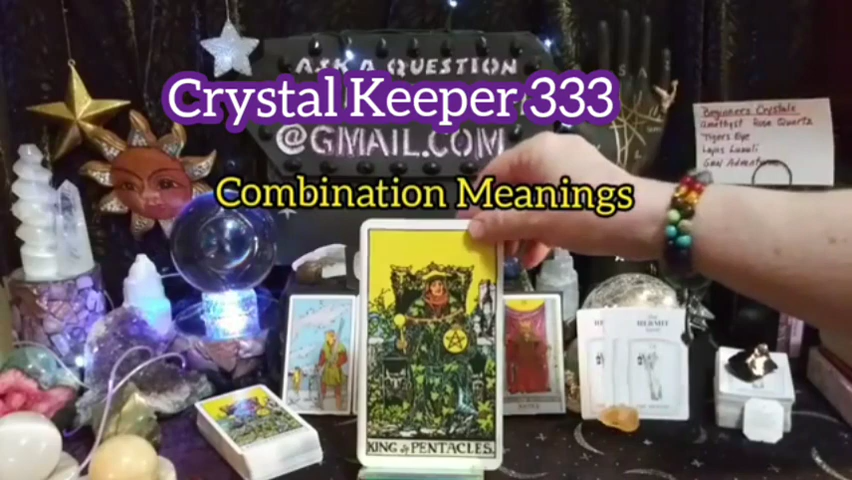 ASK A QUESTION
Crystal Keeper 333
@GMAIL.COM
Combination Meanings
Beginners Crystals
Amethyst Rose Quartz
Tigers Eye
Lapis Lazuli
KING of PENTACLES.
HERMIT